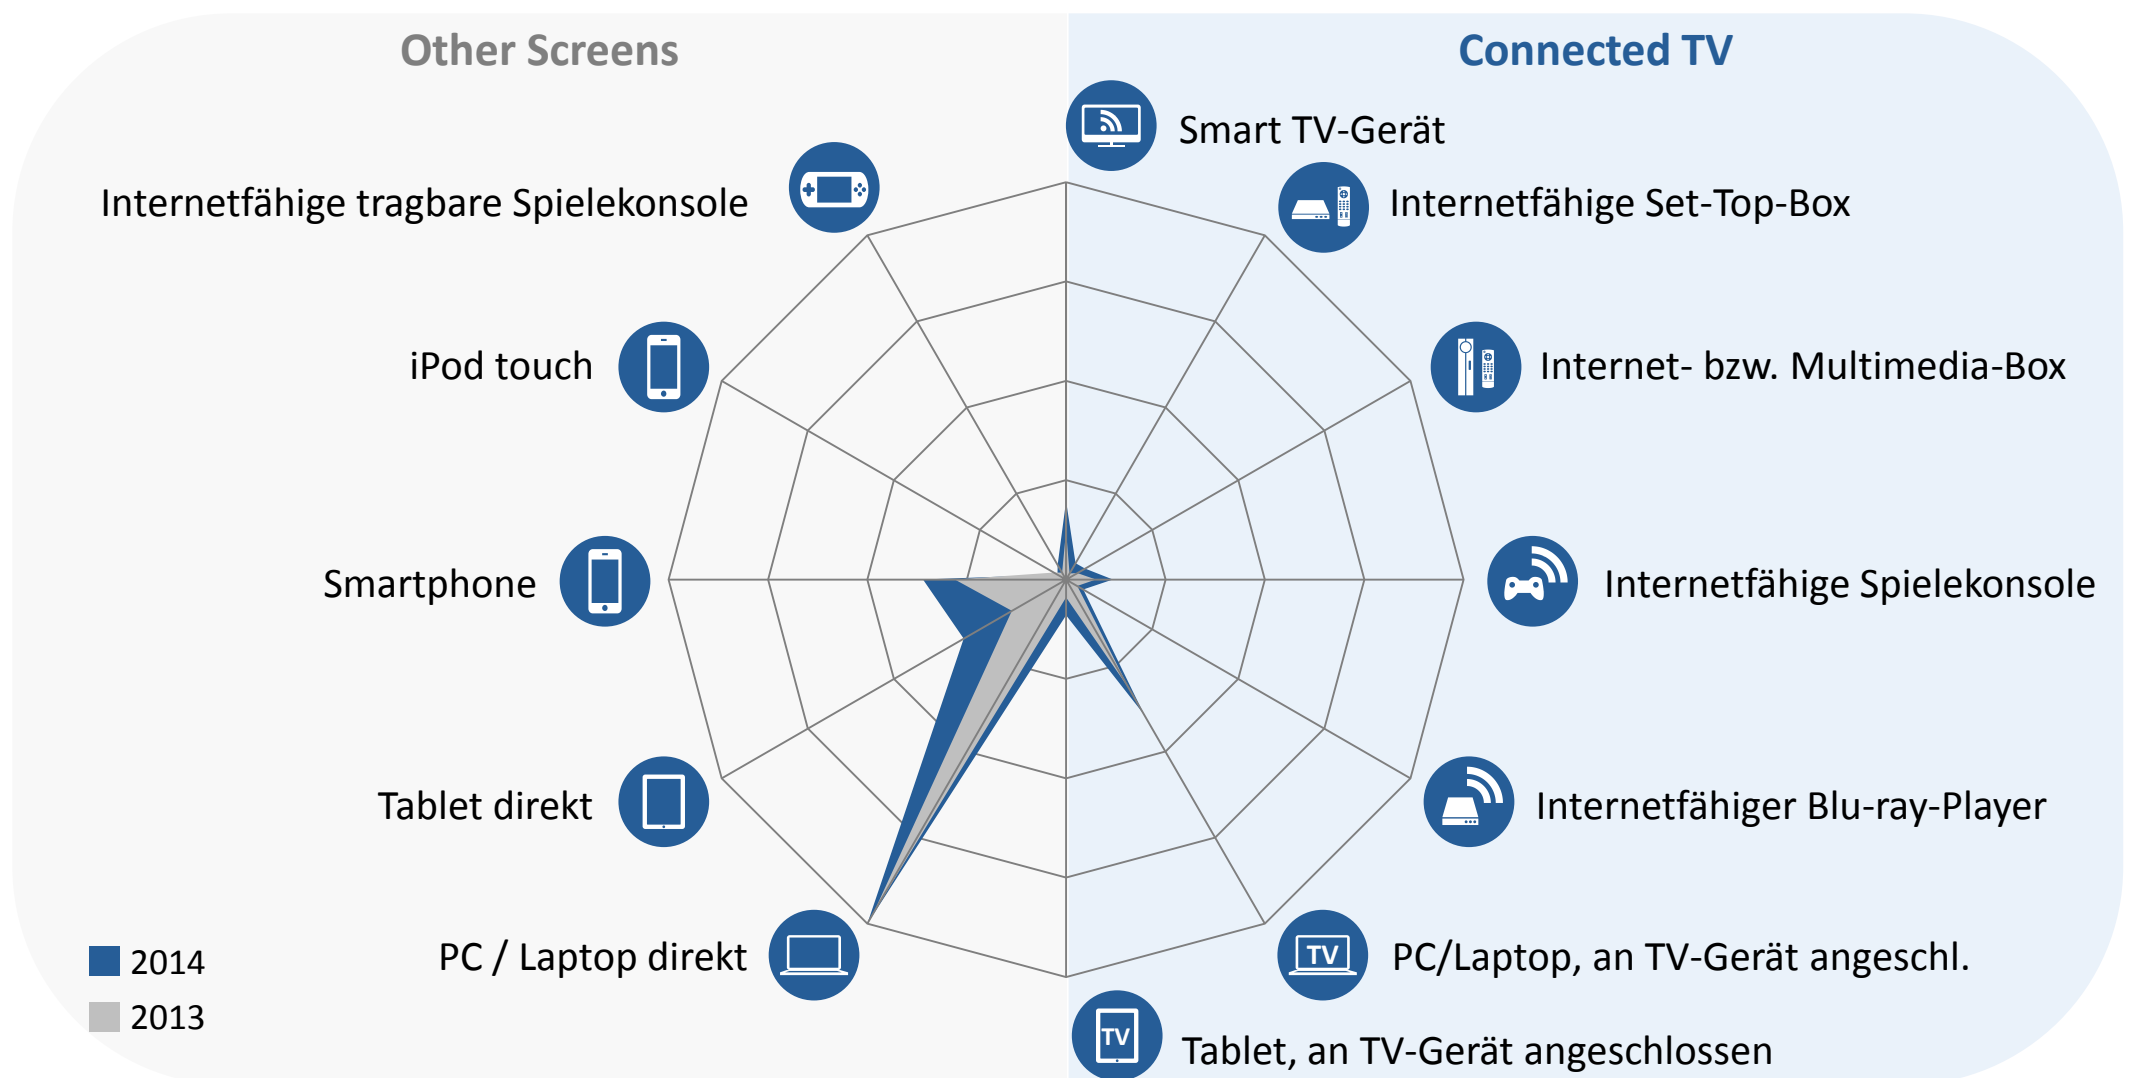 Other Screens
Connected TV
Smart TV-Gerät
Internetfähige tragbare Spielekonsole
Internetfähige Set-Top-Box
iPod touch
Internet- bzw. Multimedia-Box
Smartphone
Internetfähige Spielekonsole
Tablet direkt
Internetfähiger Blu-ray-Player
PC / Laptop direkt
TV
PC/Laptop, an TV-Gerät angeschl.
TV
Tablet, an TV-Gerät angeschlossen
2014
2013